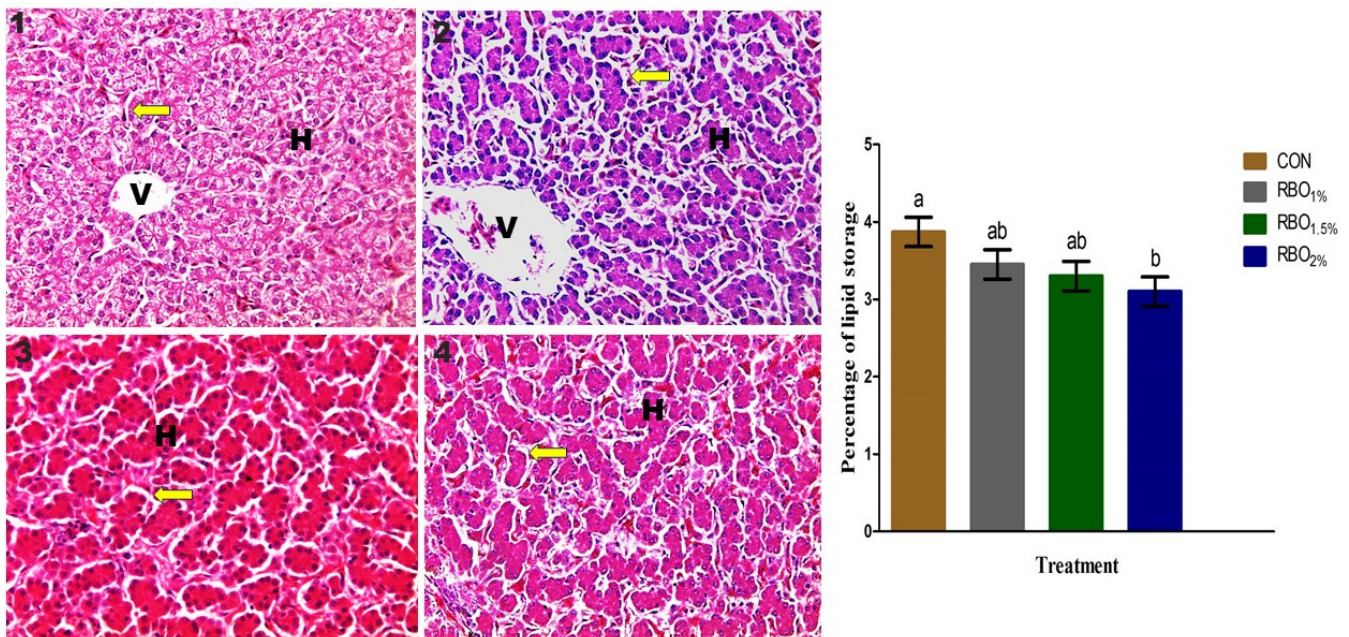 1
V
H
2
V
H
3
H
4
H
Percentage of lipid storage
5
4
3
2
1
0
a
ab
ab
b
Treatment
CON
RBO1%
RBO1.5%
RBO2%